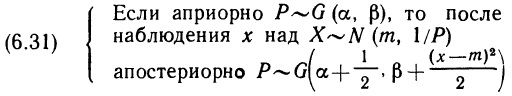 (6.31) { Если априорно P~G (α, β), то после
наблюдения x над X~N (m, 1/P)
апостериорно P~G(α+1/2, β+(x—m)²/2)